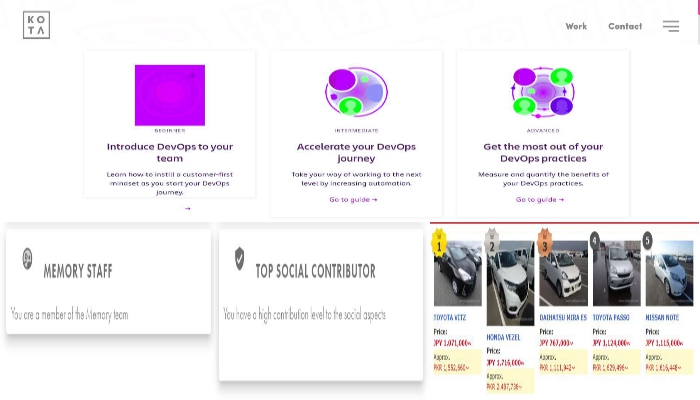 KO
TA
Work
Contact
BEGINNER
Introduce DevOps to your
team
Learn how to instill a customer-first
mindset as you start your DevOps
journey.
→
INTERMEDIATE
Accelerate your DevOps
journey
Take your way of working to the next
level by increasing automation.
Go to guide →
ADVANCED
Get the most out of your
DevOps practices
Measure and quantify the benefits of
your DevOps practices.
Go to guide →
MEMORY STAFF
You are a member of the Memory team
TOP SOCIAL CONTRIBUTOR
You have a high contribution level to the social aspects
1
TOYOTA VITZ
Price:
JPY 1,071,000~
Approx.
PKR 1,552,660~
2
HONDA VEZEL
Price:
JPY 1,716,000~
Approx.
PKR 2,487,736~
3
DAIHATSU MIRA ES
Price:
JPY 767,000~
Approx.
PKR 1,111,943~
4
TOYOTA PASSO
Price:
JPY 1,124,000~
Approx.
PKR 1,629,496~
5
NISSAN NOTE
Price:
JPY 1,115,000~
Approx.
PKR 1,616,448~